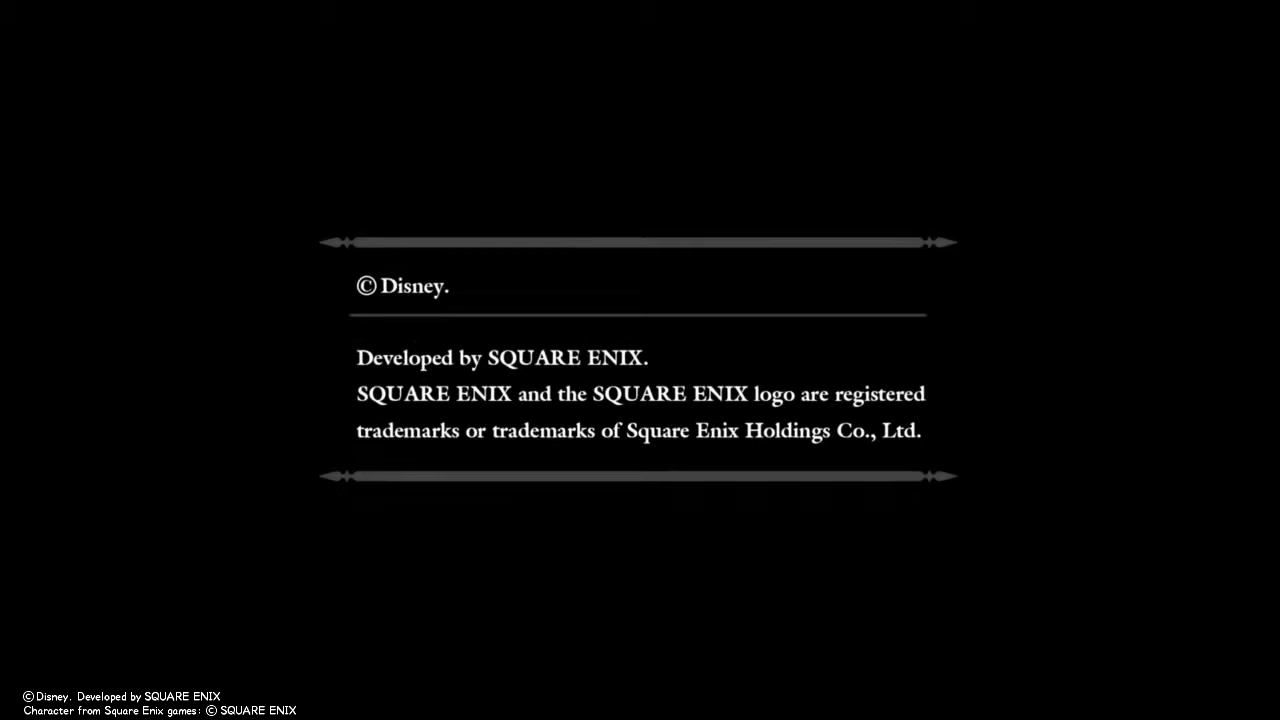 © Disney.
Developed by SQUARE ENIX.
SQUARE ENIX and the SQUARE ENIX logo are registered
trademarks or trademarks of Square Enix Holdings Co., Ltd.
© Disney. Developed by SQUARE ENIX
Character from Square Enix games: © SQUARE ENIX